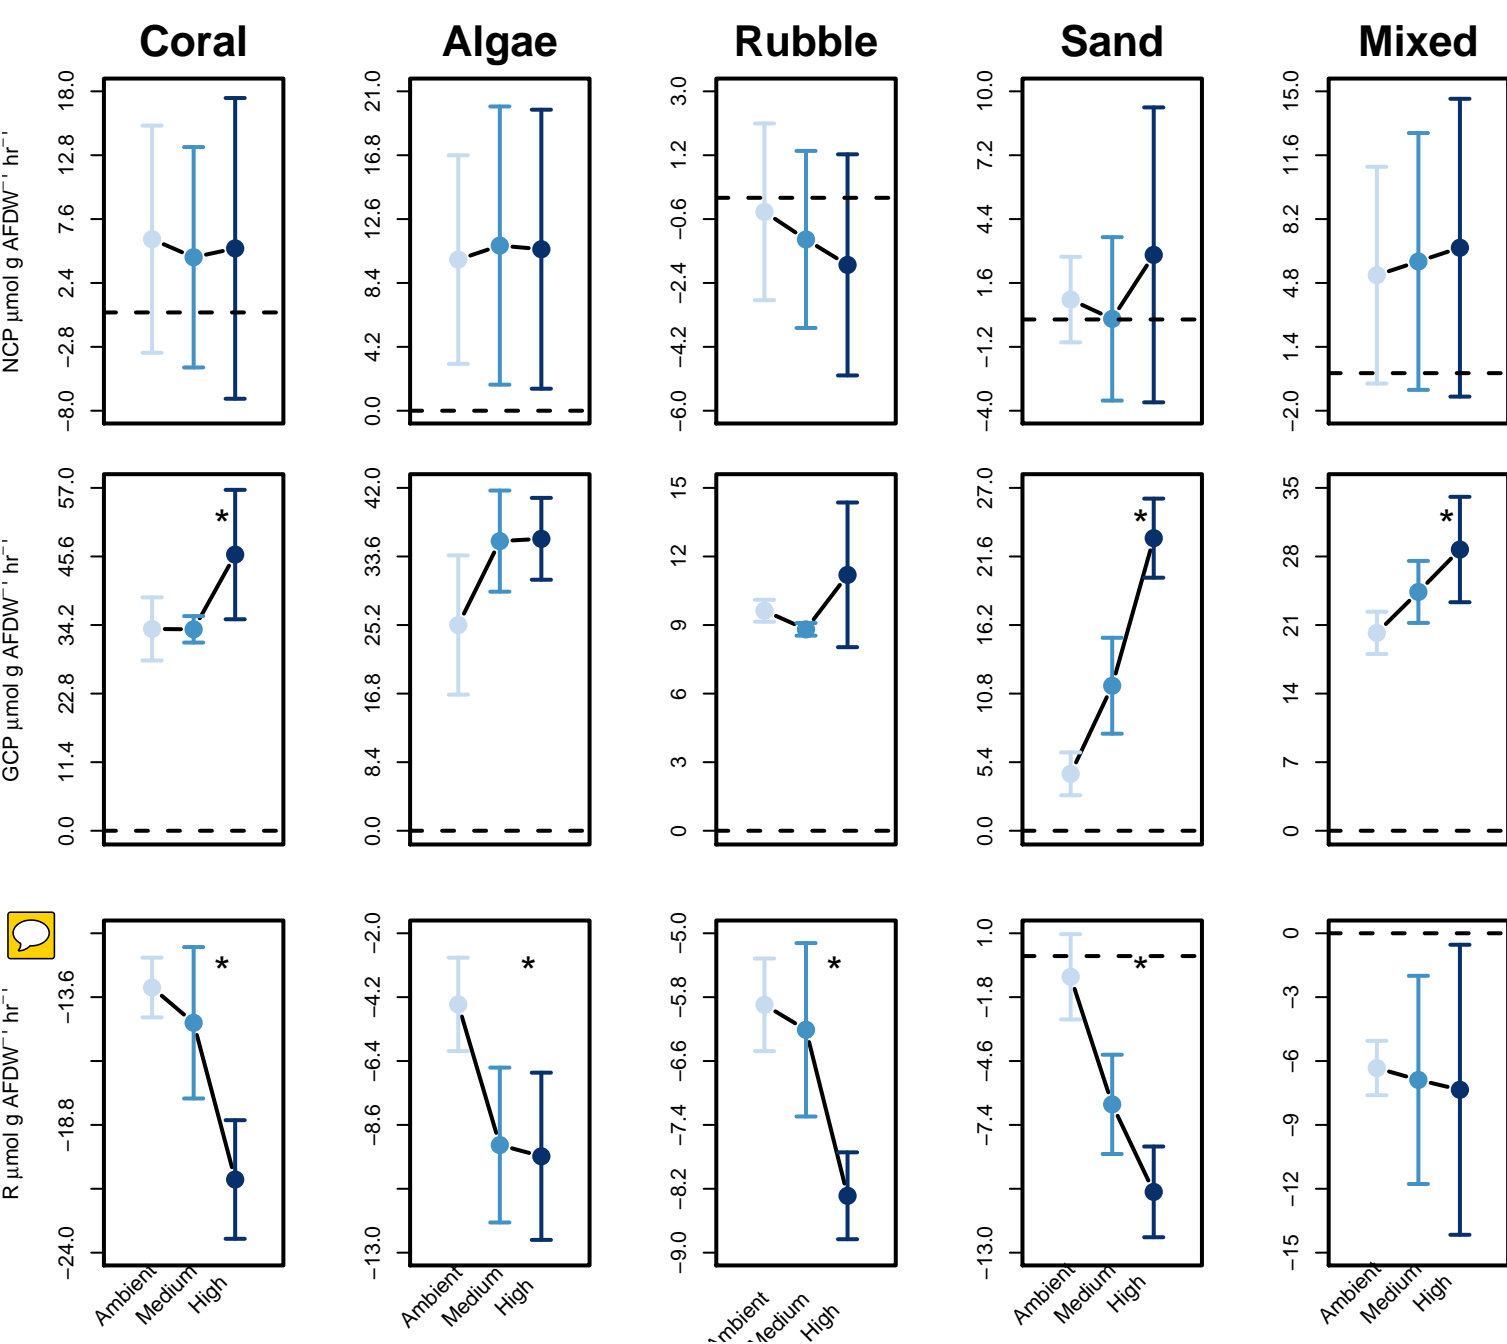 Coral Algae Rubble Sand Mixed
NCP μmol g AFDW⁻¹ hr⁻¹
18.0 12.8 7.6 2.4 −2.8 −8.0
21.0 16.8 12.6 8.4 4.2 0.0
3.0 1.2 −0.6 −2.4 −4.2 −6.0
10.0 7.2 4.4 1.6 −1.2 −4.0
15.0 11.6 8.2 4.8 1.4 −2.0
GCP μmol g AFDW⁻¹ hr⁻¹
57.0 45.6 34.2 22.8 11.4 0.0
*
42.0 33.6 25.2 16.8 8.4 0.0
15 12 9 6 3 0
27.0 21.6 16.2 10.8 5.4 0.0
*
35 28 21 14 7 0
*
R μmol g AFDW⁻¹ hr⁻¹
−13.6 −18.8 −24.0
*
−2.0 −4.2 −6.4 −8.6 −13.0
*
−5.0 −5.8 −6.6 −7.4 −8.2 −9.0
*
1.0 −1.8 −4.6 −7.4 −13.0
*
0 −3 −6 −9 −12 −15
Ambient Medium High
Ambient Medium High
Ambient Medium High
Ambient Medium High
Ambient Medium High